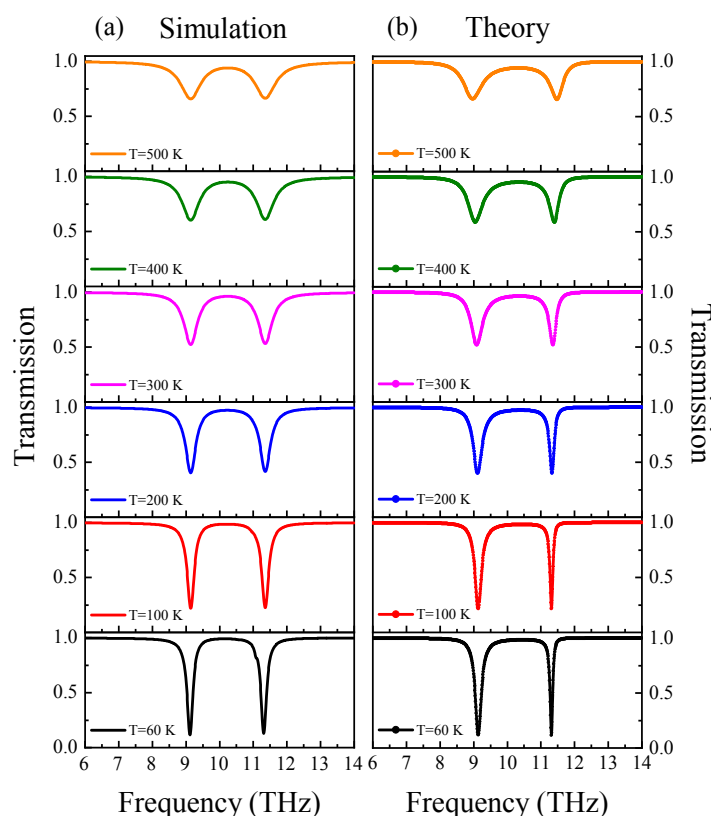 (a) Simulation
(b) Theory
1.0 1.0
0.5 0.5
T=500 K T=500 K
1.0 1.0
0.5 0.5
T=400 K T=400 K
1.0 1.0
0.5 0.5
T=300 K T=300 K
Transmission
Transmission
1.0 1.0
0.5 0.5
T=200 K T=200 K
1.0 1.0
0.5 0.5
T=100 K T=100 K
1.0 1.0
0.5 0.5
T=60 K T=60 K
0.0 0.0
6 7 8 9 10 11 12 13 14 6 7 8 9 10 11 12 13 14
Frequency (THz) Frequency (THz)